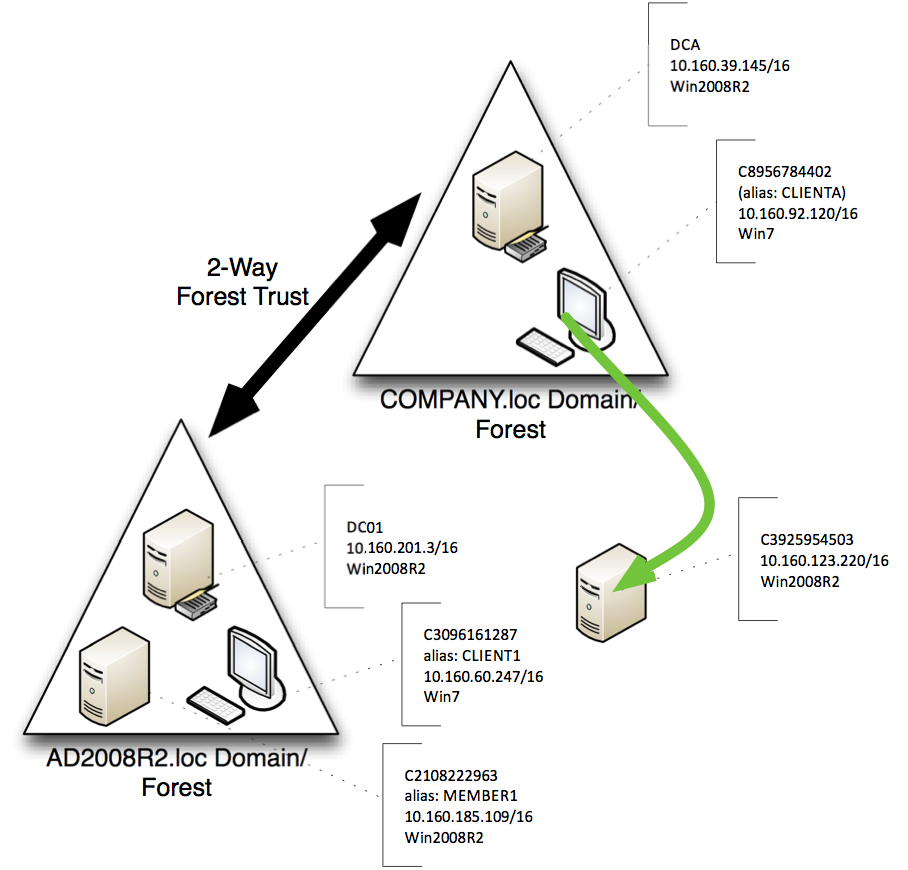 DCA
10.160.39.145/16
Win2008R2
C8956784402
(alias: CLIENTA)
10.160.92.120/16
Win7
2-Way
Forest Trust
COMPANY.loc Domain/
Forest
DC01
10.160.201.3/16
Win2008R2
C3925954503
10.160.123.220/16
Win2008R2
C3096161287
alias: CLIENT1
10.160.60.247/16
Win7
AD2008R2.loc Domain/
Forest
C2108222963
alias: MEMBER1
10.160.185.109/16
Win2008R2